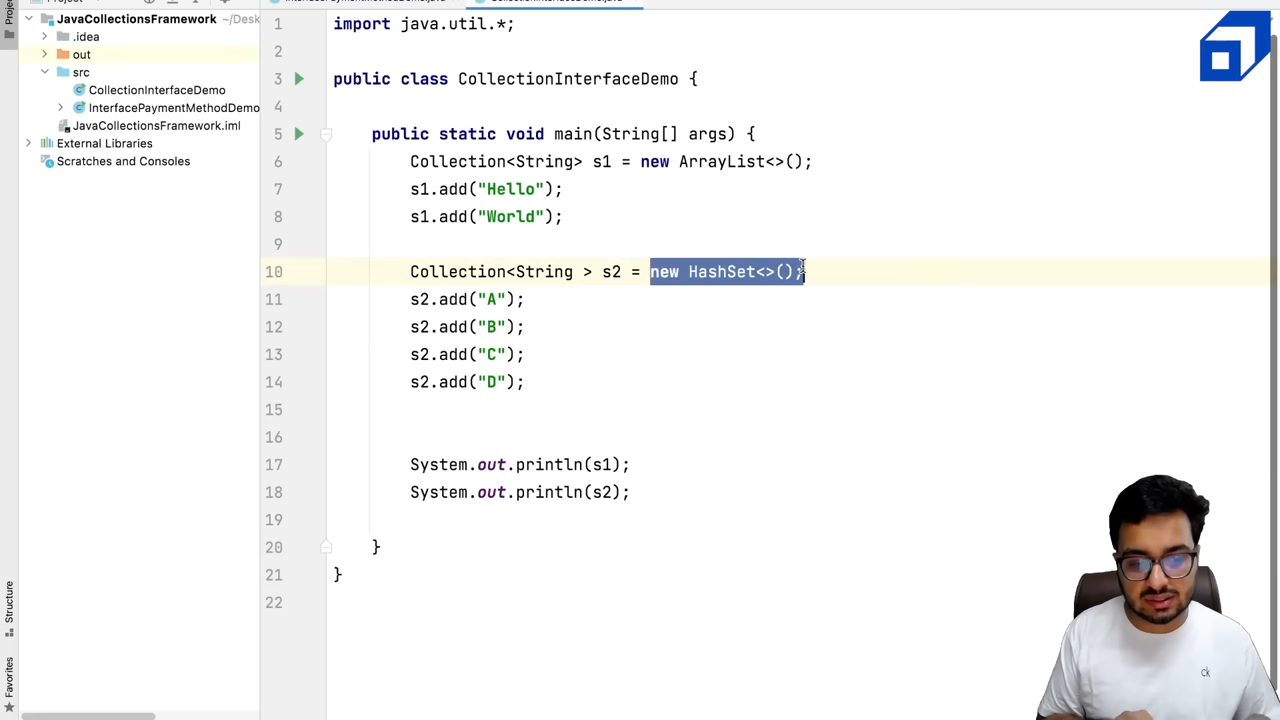 Project
JavaCollectionsFramework ~/Desk
.idea
out
src
CollectionInterfaceDemo
InterfacePaymentMethodDemo
JavaCollectionsFramework.iml
External Libraries
Scratches and Consoles
Structure
Favorites
1 import java.util.*;
2
3 public class CollectionInterfaceDemo {
4
5 public static void main(String[] args) {
6 Collection<String> s1 = new ArrayList<>();
7 s1.add("Hello");
8 s1.add("World");
9
10 Collection<String > s2 = new HashSet<>();
11 s2.add("A");
12 s2.add("B");
13 s2.add("C");
14 s2.add("D");
15
16
17 System.out.println(s1);
18 System.out.println(s2);
19
20 }
21 }
22
ck